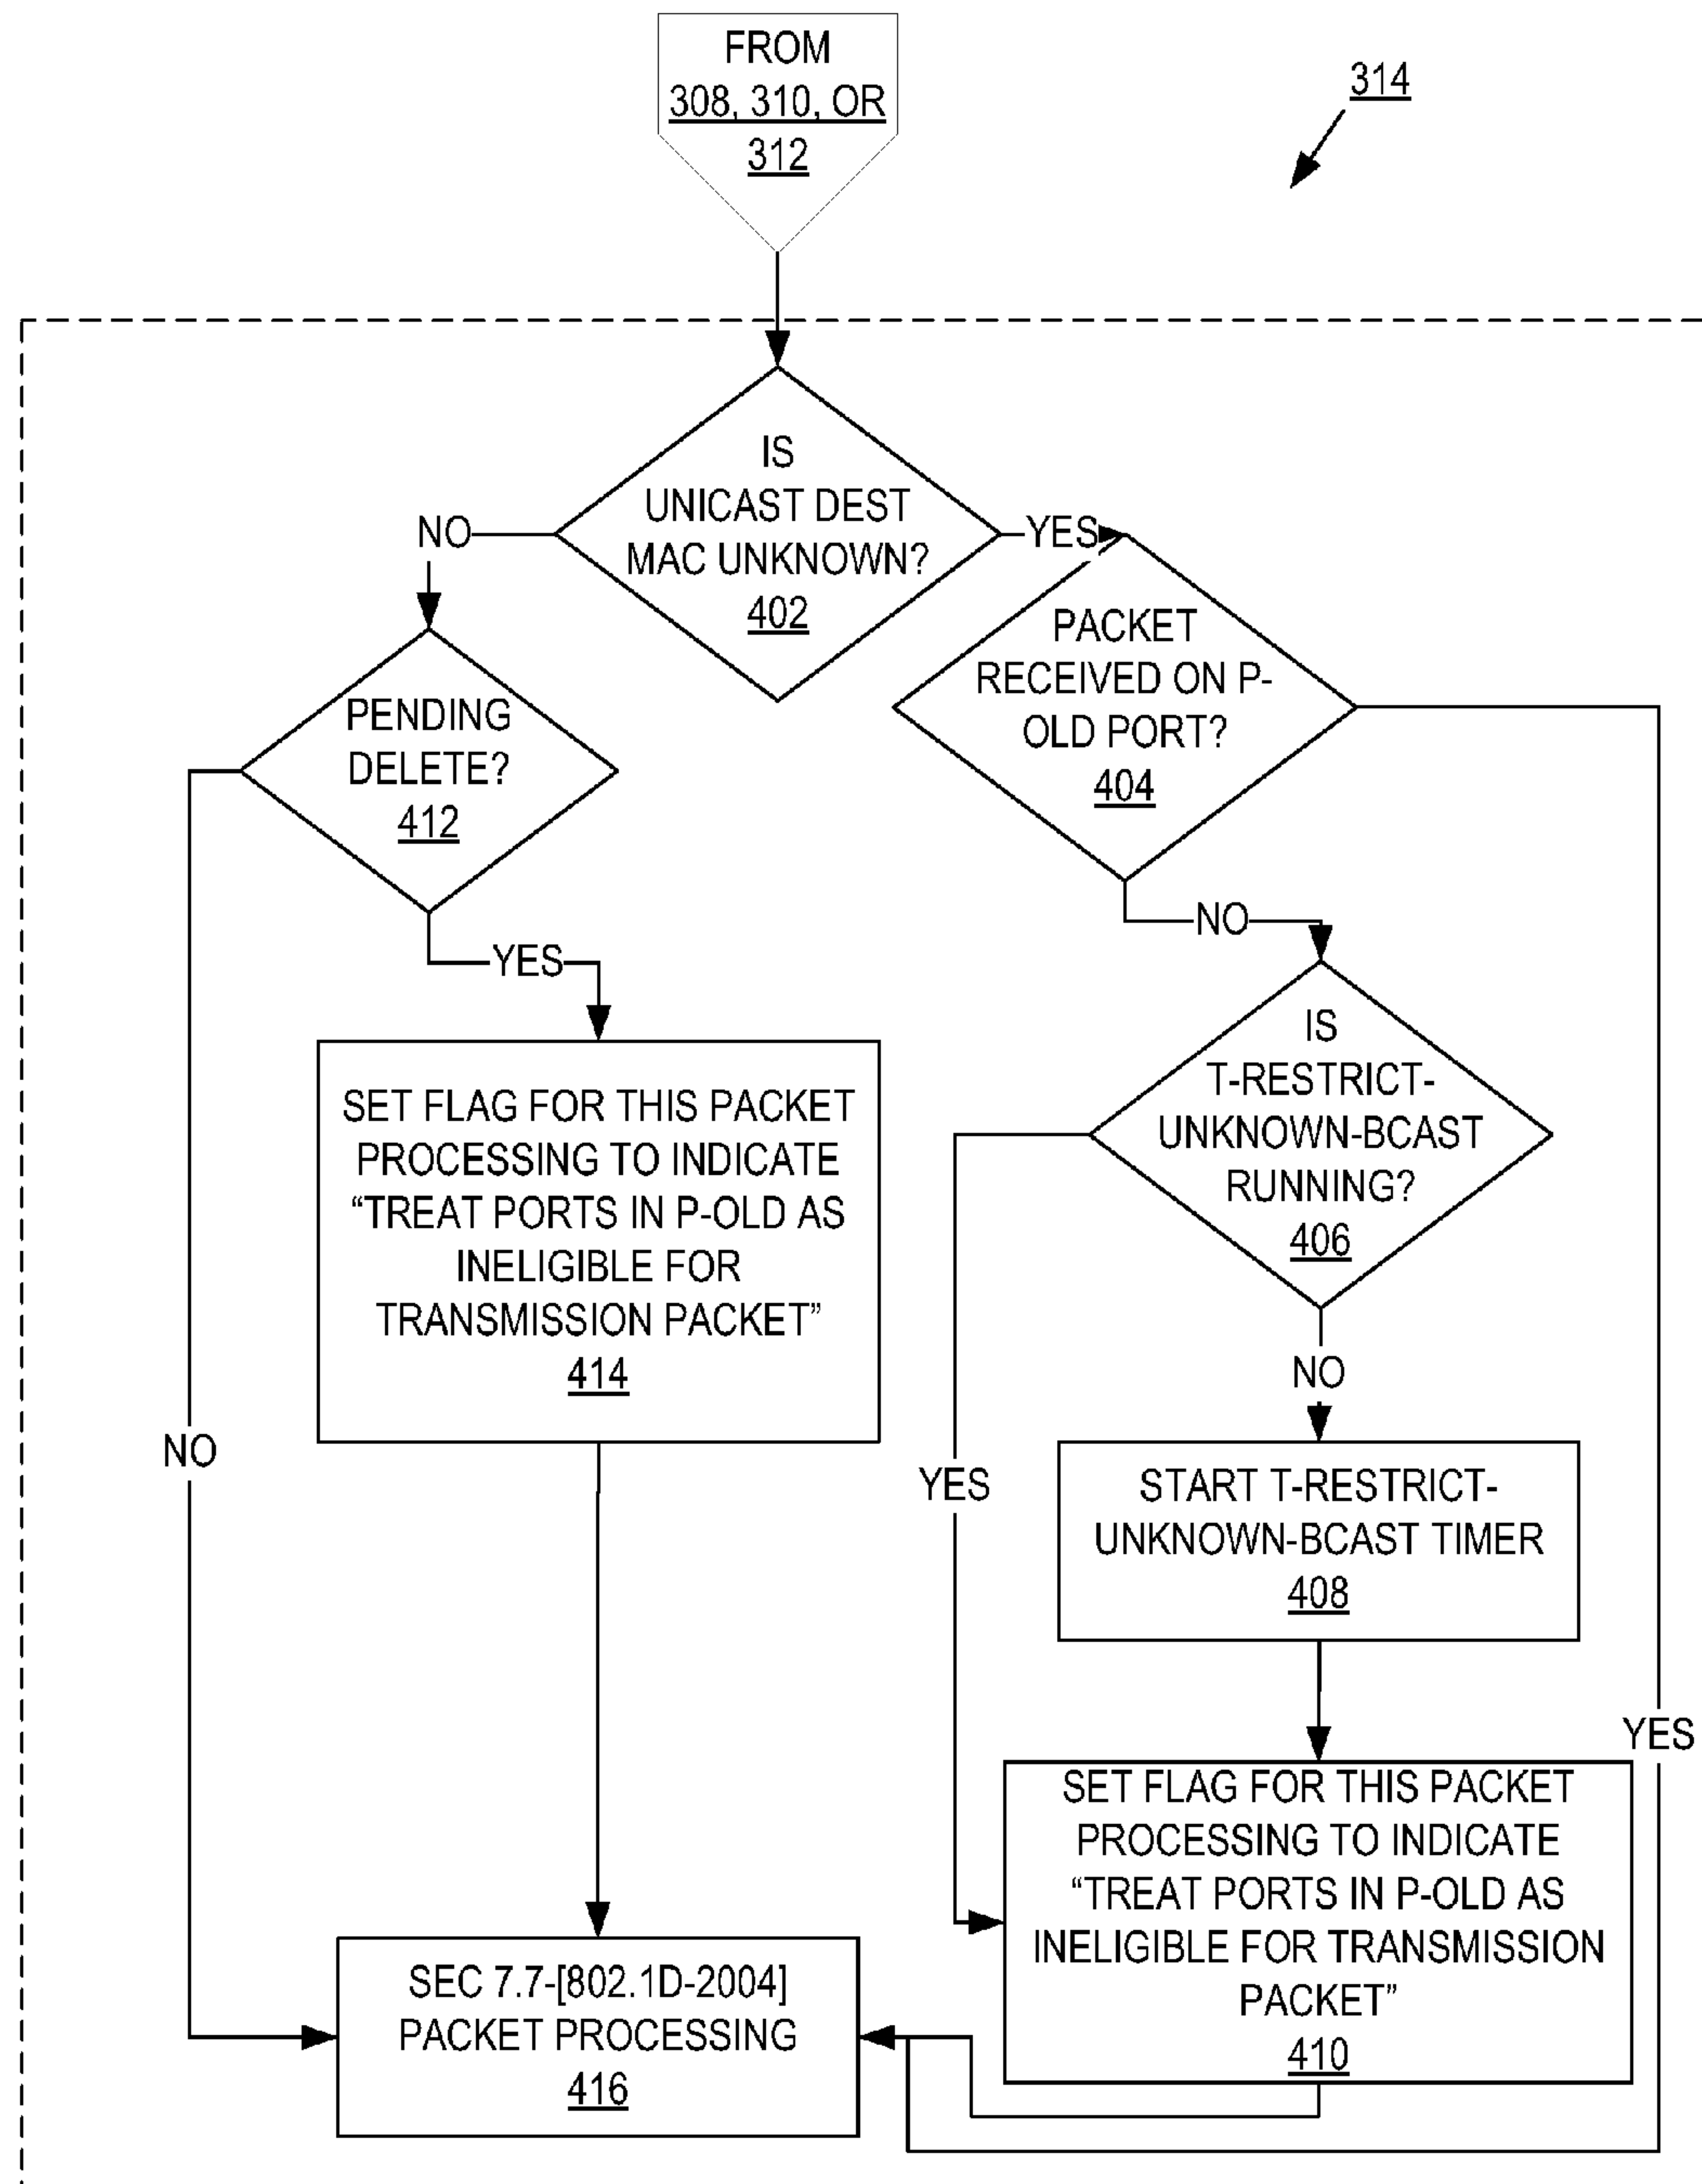 FROM
308, 310, OR
312
314
IS
UNICAST DEST
MAC UNKNOWN?
402
NO
YES
PENDING
DELETE?
412
PACKET
RECEIVED ON P-
OLD PORT?
404
YES
NO
SET FLAG FOR THIS PACKET
PROCESSING TO INDICATE
“TREAT PORTS IN P-OLD AS
INELIGIBLE FOR
TRANSMISSION PACKET”
414
IS
T-RESTRICT-
UNKNOWN-BCAST
RUNNING?
406
NO
NO
YES
START T-RESTRICT-
UNKNOWN-BCAST TIMER
408
YES
SET FLAG FOR THIS PACKET
PROCESSING TO INDICATE
“TREAT PORTS IN P-OLD AS
INELIGIBLE FOR TRANSMISSION
PACKET”
410
SEC 7.7-[802.1D-2004]
PACKET PROCESSING
416